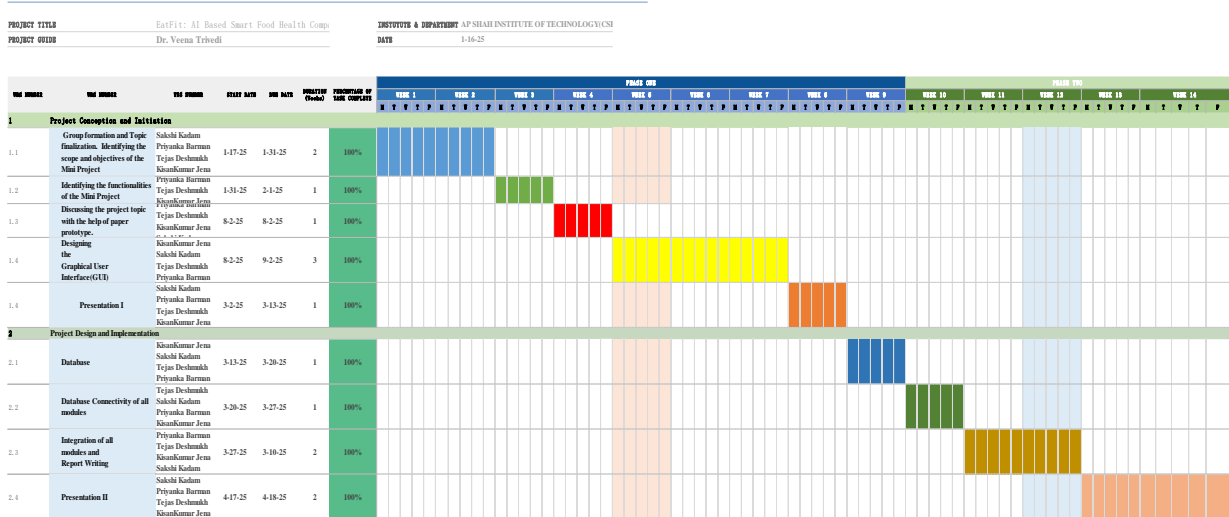 PROJECT TITLE EatFit: AI Based Smart Food Health Comp INSTUTUTE & DEPARTMENT AP SHAH INSTITUTE OF TECHNOLOGY(CSE
PROJECT GUIDE Dr. Veena Trivedi DATE 1-16-25
PHASE ONE PHASE TWO
WBS NUMBER WBS NUMBER WBS NUMBER START DATE DUE DATE DURATION (Weeks) PERCENTAGE OF TASK COMPLETE WEEK 1 WEEK 2 WEEK 3 WEEK 4 WEEK 5 WEEK 6 WEEK 7 WEEK 8 WEEK 9 WEEK 10 WEEK 11 WEEK 12 WEEK 13 WEEK 14
M T W T F M T W T F M T W T F M T W T F M T W T F M T W T F M T W T F M T W T F M T W T F M T W T F M T W T F M T W T F M T W T F M T W T F
1 Project Conception and Initiation
Group formation and Topic Sakshi Kadam
finalization. Identifying the Priyanka Barman
1.1 scope and objectives of the Tejas Deshmukh 1-17-25 1-31-25 2 100%
Mini Project KisanKumar Jena
Priyanka Barman
1.2 Identifying the functionalities Tejas Deshmukh 1-31-25 2-1-25 1 100%
of the Mini Project KisanKumar Jena
Discussing the project topic Priyanka Barman
1.3 with the help of paper Tejas Deshmukh 8-2-25 8-2-25 1 100%
prototype. KisanKumar Jena
Designing KisanKumar Jena
the Sakshi Kadam
1.4 Graphical User Tejas Deshmukh 8-2-25 9-2-25 3 100%
Interface(GUI) Priyanka Barman
Sakshi Kadam
1.4 Presentation I Priyanka Barman 3-2-25 3-13-25 1 100%
Tejas Deshmukh
KisanKumar Jena
2 Project Design and Implementation
KisanKumar Jena
Sakshi Kadam
2.1 Database Tejas Deshmukh 3-13-25 3-20-25 1 100%
Priyanka Barman
Tejas Deshmukh
2.2 Database Connectivity of all Sakshi Kadam 3-20-25 3-27-25 1 100%
modules Priyanka Barman
KisanKumar Jena
Integration of all Priyanka Barman
2.3 modules and Tejas Deshmukh 3-27-25 3-10-25 2 100%
Report Writing KisanKumar Jena
Sakshi Kadam
Sakshi Kadam
2.4 Presentation II Priyanka Barman 4-17-25 4-18-25 2 100%
Tejas Deshmukh
KisanKumar Jena